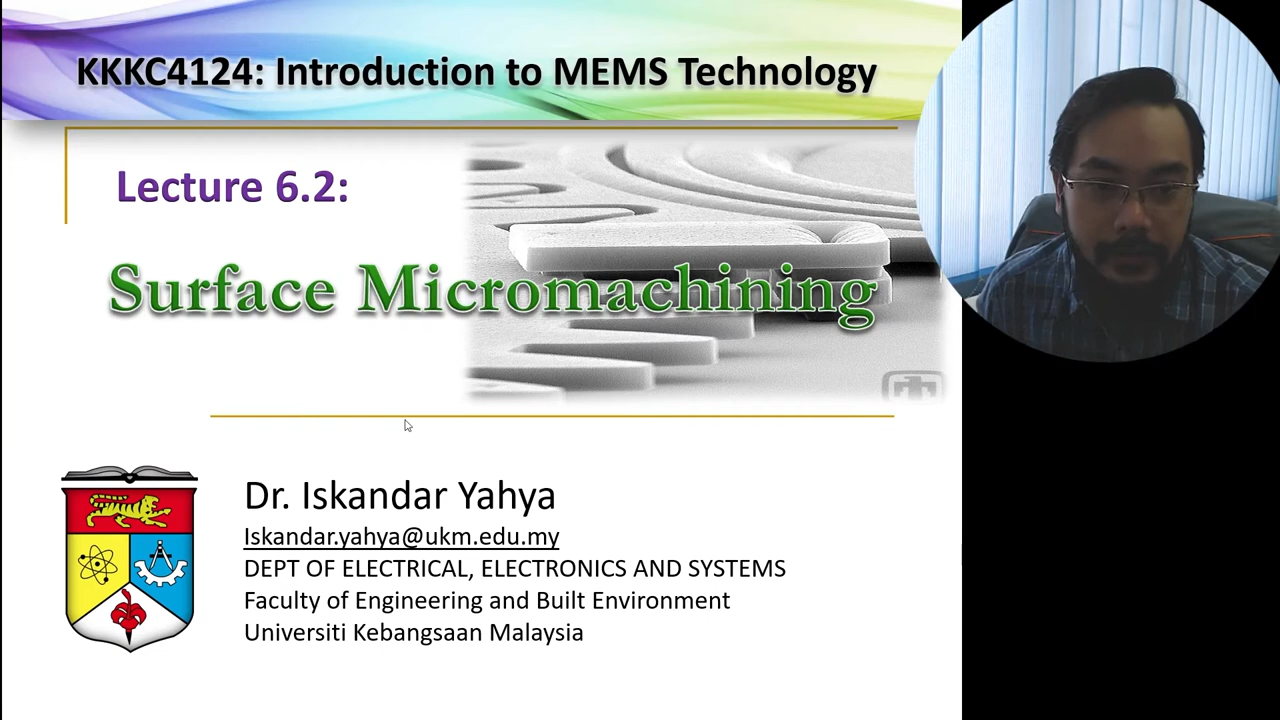 KKKC4124: Introduction to MEMS Technology
Lecture 6.2:
Surface Micromachining
Dr. Iskandar Yahya
Iskandar.yahya@ukm.edu.my
DEPT OF ELECTRICAL, ELECTRONICS AND SYSTEMS
Faculty of Engineering and Built Environment
Universiti Kebangsaan Malaysia